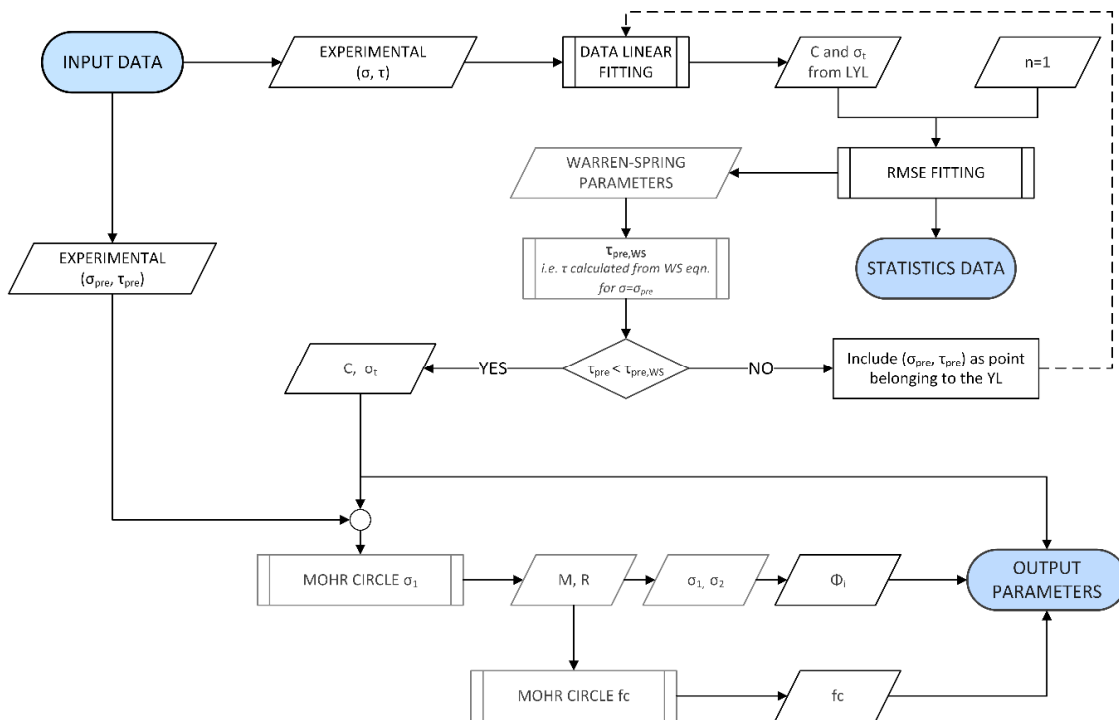 INPUT DATA
EXPERIMENTAL
(σ, τ)
DATA LINEAR
FITTING
C and σt
from LYL
n=1
WARREN-SPRING
PARAMETERS
RMSE FITTING
EXPERIMENTAL
(σpre, τpre)
τpre,WS
i.e. τ calculated from WS eqn.
for σ=σpre
STATISTICS DATA
C, σt
YES
τpre < τpre,WS
NO
Include (σpre, τpre) as point
belonging to the YL
MOHR CIRCLE σ1
M, R
σ1, σ2
Φi
OUTPUT
PARAMETERS
MOHR CIRCLE fc
fc